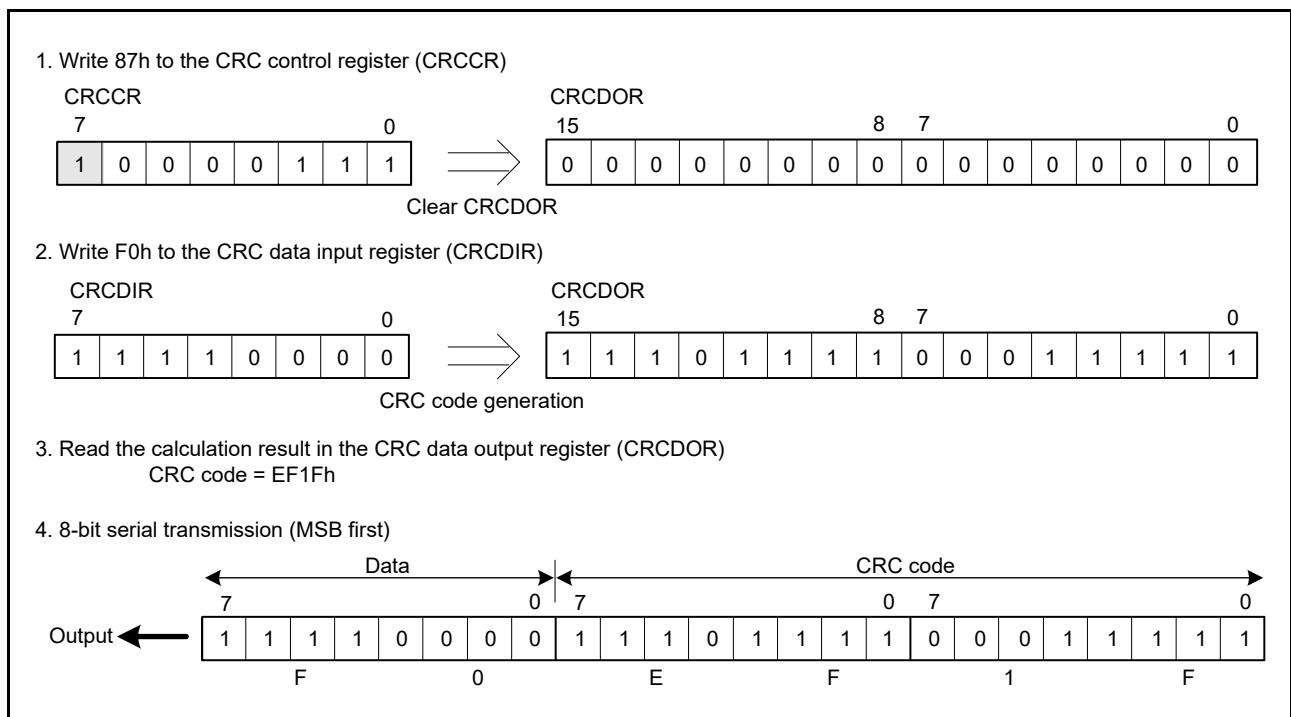 1. Write 87h to the CRC control register (CRCCR)
CRCCR CRCDOR
7 0 15 8 7 0
1 0 0 0 0 1 1 1 0 0 0 0 0 0 0 0 0 0 0 0 0 0 0 0
Clear CRCDOR
2. Write F0h to the CRC data input register (CRCDIR)
CRCDIR CRCDOR
7 0 15 8 7 0
1 1 1 1 0 0 0 0 1 1 1 0 1 1 1 1 0 0 0 1 1 1 1 1
CRC code generation
3. Read the calculation result in the CRC data output register (CRCDOR)
CRC code = EF1Fh
4. 8-bit serial transmission (MSB first)
Data CRC code
7 0 7 0 7 0
Output 1 1 1 1 0 0 0 0 1 1 1 0 1 1 1 1 0 0 0 1 1 1 1 1
F 0 E F 1 F